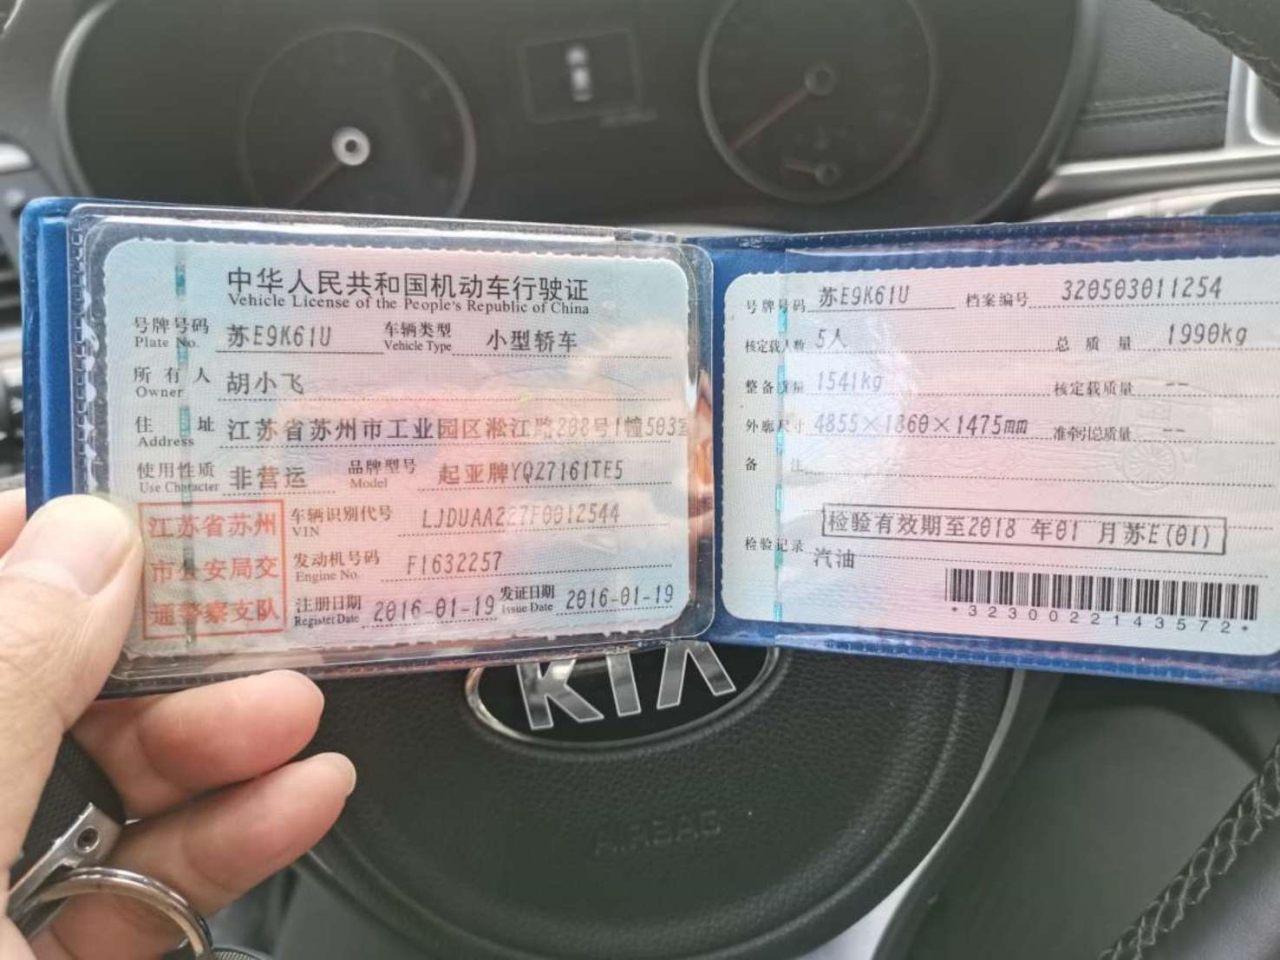 中华人民共和国机动车行驶证
Vehicle License of the People's Republic of China
号牌号码 苏E9K61U 车辆类型 小型轿车
Plate No. Vehicle Type
所有人 胡小飞
Owner
住址 江苏省苏州市工业园区淞江路288号1幢503室
Address
使用性质 非营运 品牌型号 起亚牌YQZ7161TE5
Use Character Model
江苏省苏州
市公安局交
通警察支队
车辆识别代号 LJDUAA227F0012544
VIN
发动机号码 F1632257
Engine No.
注册日期 2016-01-19 发证日期 2016-01-19
Register Date Issue Date
号牌号码 苏E9K61U 档案编号 320503011254
核定载人数 5人 总质量 1990kg
整备质量 1541kg 核定载质量 --
外廓尺寸 4855×1860×1475mm 准牵引总质量 --
备注
检验有效期至2018年01月苏E(01)
检验记录
汽油
*3230022143572*
KIA
AIRBAG